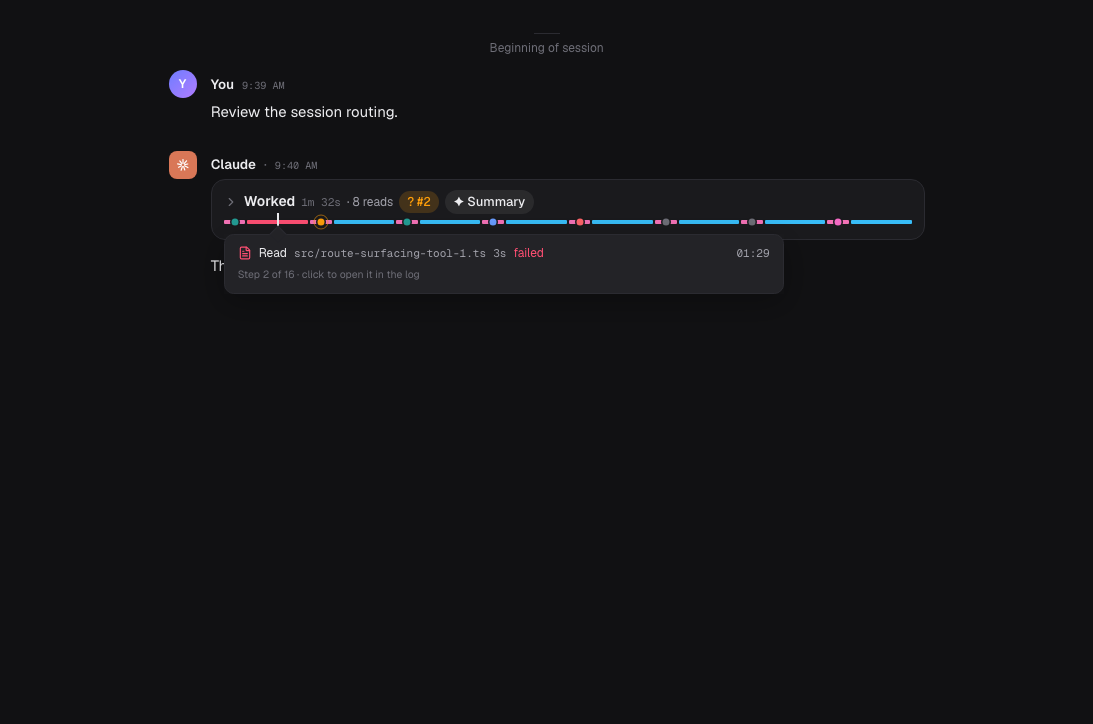 Beginning of session
Y
You 9:39 AM
Review the session routing.
Claude · 9:40 AM
Worked 1m 32s · 8 reads ? #2 Summary
Read src/route-surfacing-tool-1.ts 3s failed 01:29
Step 2 of 16 · click to open it in the log